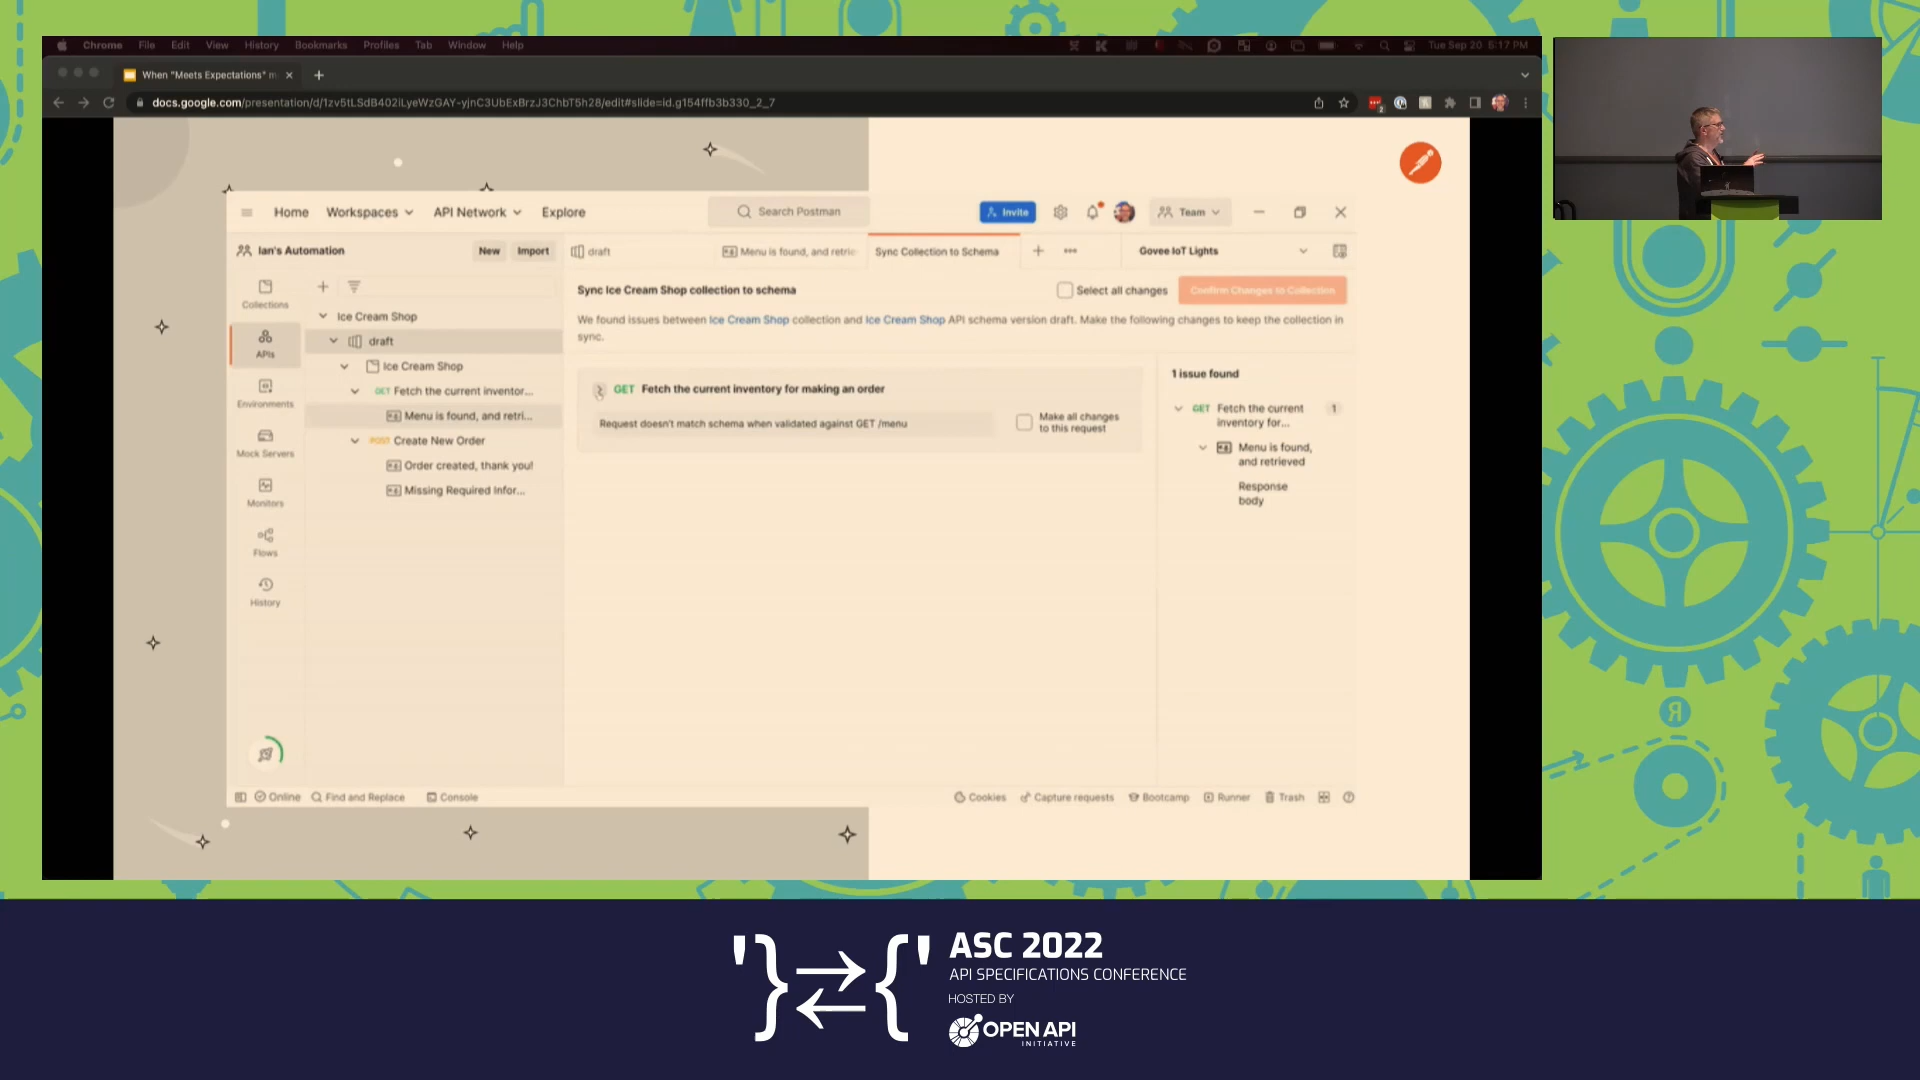 Chrome File Edit View History Bookmarks Profiles Tab Window Help
Tue Sep 20 5:17 PM
When "Meets Expectations" m
docs.google.com/presentation/d/1zv5tLSdB402iLyeWzGAY-yjnC3UbExBrzJ3ChbT5h28/edit#slide=id.g154ffb3b330_2_7
Home Workspaces API Network Explore
Search Postman
Invite
Team
Ian's Automation
New Import
draft
Menu is found, and retrie
Sync Collection to Schema
Govee IoT Lights
Collections
APIs
Environments
Mock Servers
Monitors
Flows
History
Ice Cream Shop
draft
Ice Cream Shop
GET Fetch the current inventor...
Menu is found, and retri...
POST Create New Order
Order created, thank you!
Missing Required Infor...
Sync Ice Cream Shop collection to schema
Select all changes
Confirm Changes to Collection
We found issues between Ice Cream Shop collection and Ice Cream Shop API schema version draft. Make the following changes to keep the collection in
sync.
GET Fetch the current inventory for making an order
Request doesn't match schema when validated against GET /menu
Make all changes
to this request
1 issue found
GET Fetch the current
inventory for...
1
Menu is found,
and retrieved
Response
body
Online Find and Replace Console
Cookies Capture requests Bootcamp Runner Trash
'}⇄{'
ASC 2022
API SPECIFICATIONS CONFERENCE
HOSTED BY
OPENAPI
INITIATIVE
Я